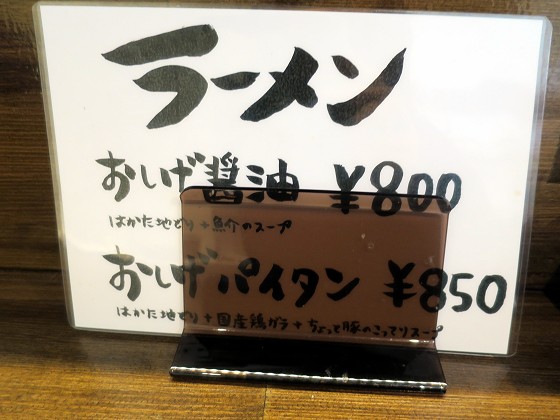 ラーメン
おしげ醤油 ¥800
はかた地どり+魚介のスープ
おしげパイタン ¥850
はかた地どり+国産鶏ガラ+ちょっと豚のこってりスープ